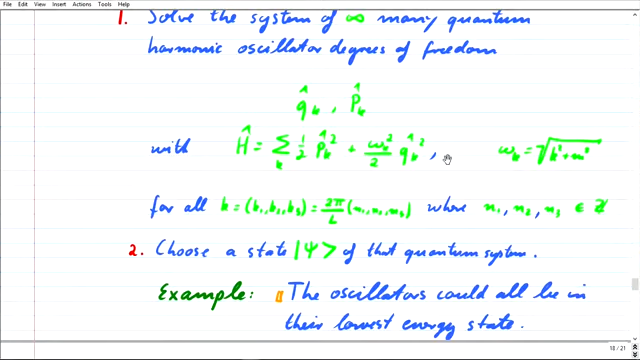 File Edit View Insert Actions Tools Help
1. Solve the system of ∞ many quantum
harmonic oscillator degrees of freedom
q̂_k , p̂_k
with Ĥ = Σ_k 1/2 p̂_k² + ω_k²/2 q̂_k² , ω_k = √(k²+m²)
for all k = (k₁,k₂,k₃) = 2π/L (n₁,n₂,n₃) where n₁, n₂, n₃ ∈ ℤ
2. Choose a state |Ψ> of that quantum system.
Example: The oscillators could all be in
their lowest energy state.
18 / 21